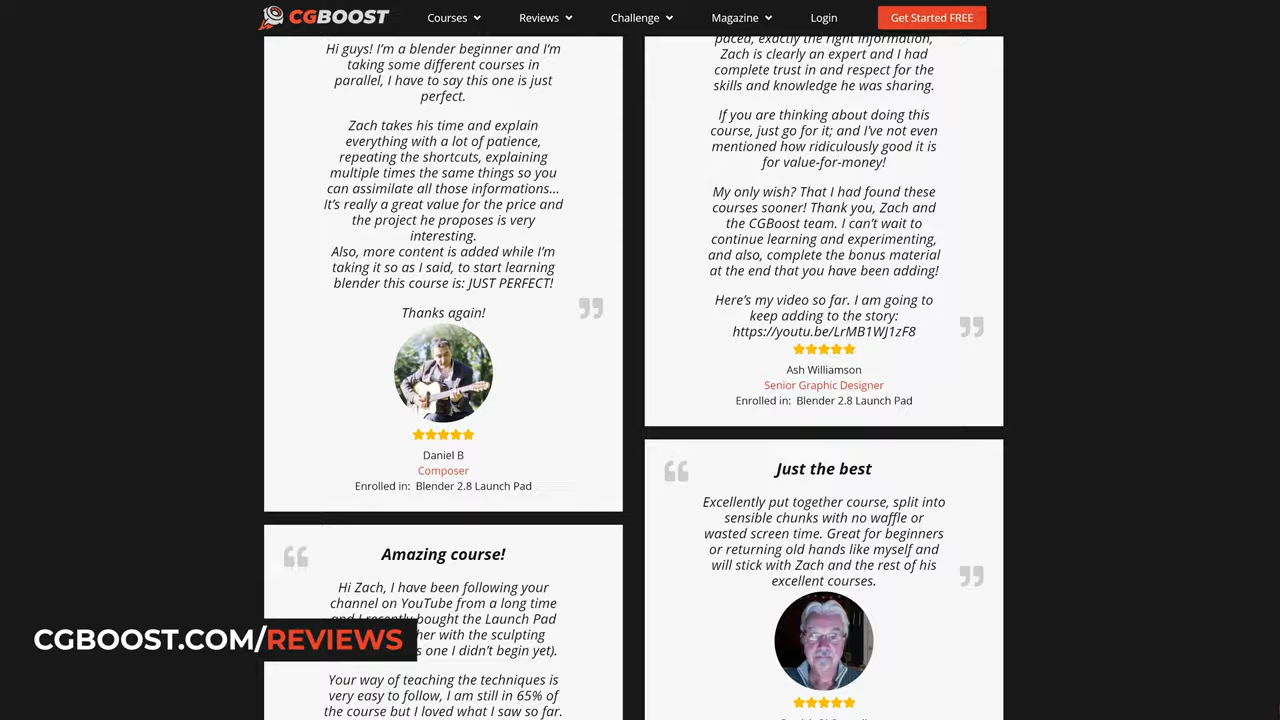 CGBOOST
Courses
Reviews
Challenge
Magazine
Login
Get Started FREE
Hi guys! I'm a blender beginner and I'm
taking some different courses in
parallel, I have to say this one is just
perfect.
Zach takes his time and explain
everything with a lot of patience,
repeating the shortcuts, explaining
multiple times the same things so you
can assimilate all those informations...
It's really a great value for the price and
the project he proposes is very
interesting.
Also, more content is added while I'm
taking it so as I said, to start learning
blender this course is: JUST PERFECT!
Thanks again!
Daniel B
Composer
Enrolled in: Blender 2.8 Launch Pad
Amazing course!
Hi Zach, I have been following your
channel on YouTube from a long time
and I recently bought the Launch Pad
her with the sculpting
s one I didn't begin yet).
Your way of teaching the techniques is
very easy to follow, I am still in 65% of
the course but I loved what I saw so far.
paced, exactly the right information,
Zach is clearly an expert and I had
complete trust in and respect for the
skills and knowledge he was sharing.
If you are thinking about doing this
course, just go for it; and I've not even
mentioned how ridiculously good it is
for value-for-money!
My only wish? That I had found these
courses sooner! Thank you, Zach and
the CGBoost team. I can't wait to
continue learning and experimenting,
and also, complete the bonus material
at the end that you have been adding!
Here's my video so far. I am going to
keep adding to the story:
https://youtu.be/LrMB1WJ1zF8
Ash Williamson
Senior Graphic Designer
Enrolled in: Blender 2.8 Launch Pad
Just the best
Excellently put together course, split into
sensible chunks with no waffle or
wasted screen time. Great for beginners
or returning old hands like myself and
will stick with Zach and the rest of his
excellent courses.
CGBOOST.COM/REVIEWS